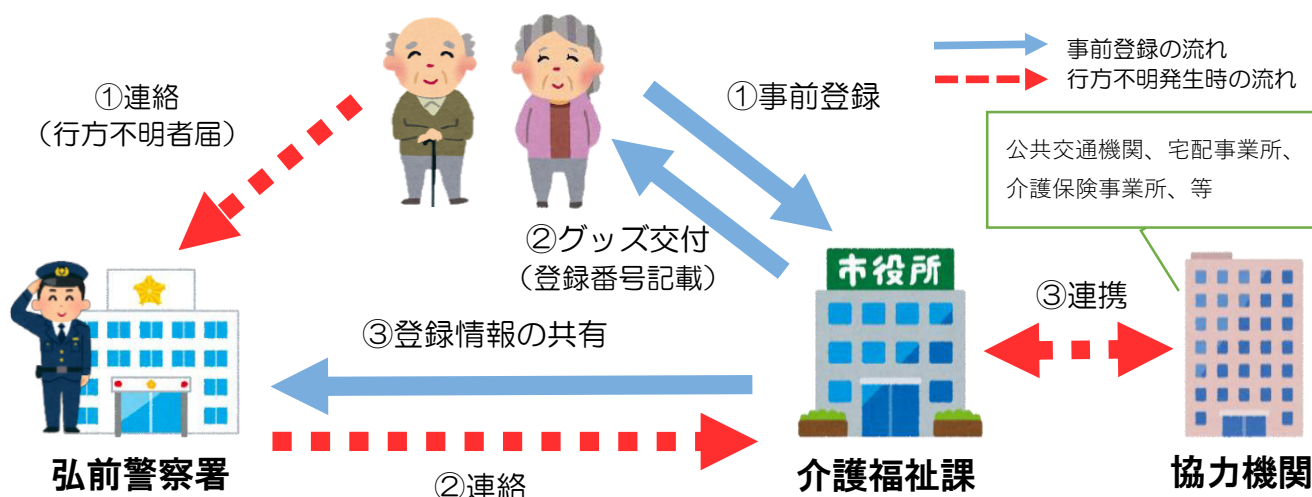 事前登録の流れ
行方不明発生時の流れ
①連絡
（行方不明者届）
①事前登録
公共交通機関、宅配事業所、
介護保険事業所、等
②グッズ交付
（登録番号記載）
市役所
③連携
③登録情報の共有
弘前警察署
②連絡
介護福祉課
協力機関